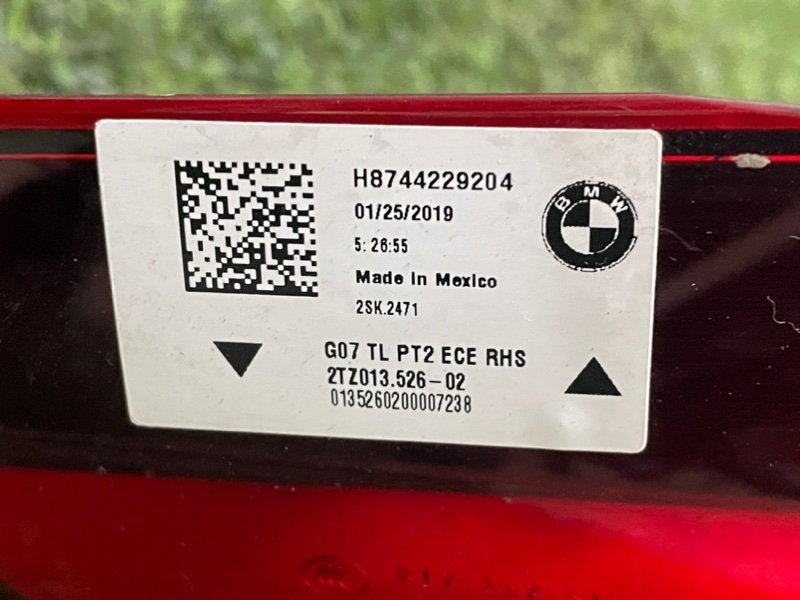 H8744229204
01/25/2019
5: 26:55
Made in Mexico
2SK.2471
BMW
G07 TL PT2 ECE RHS
2TZ013.526-02
0135260200007238